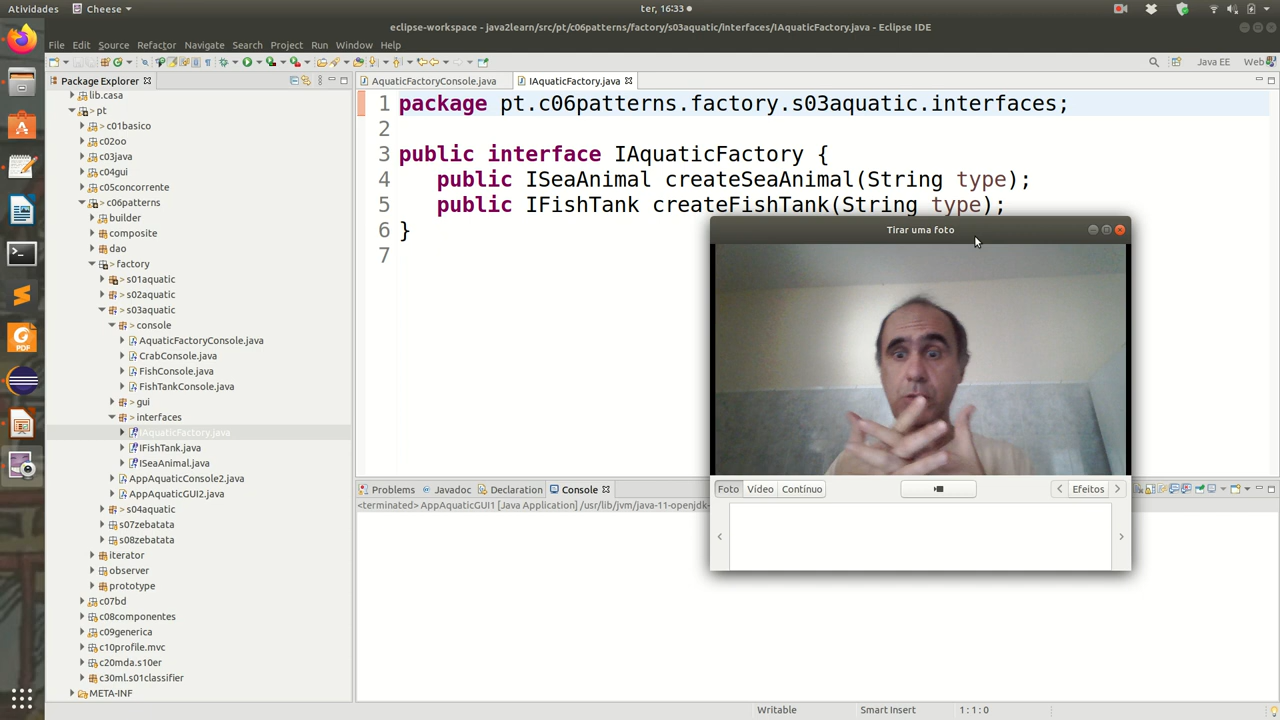 Atividades
Cheese
ter, 16:33
eclipse-workspace - java2learn/src/pt/c06patterns/factory/s03aquatic/interfaces/IAquaticFactory.java - Eclipse IDE
File Edit Source Refactor Navigate Search Project Run Window Help
Java EE
Web
Package Explorer
lib.casa
> pt
> c01basico
> c02oo
> c03java
> c04gui
> c05concorrente
> c06patterns
builder
composite
dao
> factory
> s01aquatic
> s02aquatic
> s03aquatic
> console
AquaticFactoryConsole.java
CrabConsole.java
FishConsole.java
FishTankConsole.java
> gui
> interfaces
IAquaticFactory.java
IFishTank.java
ISeaAnimal.java
AppAquaticConsole2.java
AppAquaticGUI2.java
> s04aquatic
> s07zebatata
> s08zebatata
> iterator
> observer
> prototype
> c07bd
> c08componentes
> c09generica
> c10profile.mvc
> c20mda.s10er
> c30ml.s01classifier
META-INF
AquaticFactoryConsole.java
IAquaticFactory.java
1 package pt.c06patterns.factory.s03aquatic.interfaces;
2
3 public interface IAquaticFactory {
4 public ISeaAnimal createSeaAnimal(String type);
5 public IFishTank createFishTank(String type);
6 }
7
Tirar uma foto
Foto Vídeo Contínuo
Efeitos
Problems Javadoc Declaration Console
<terminated> AppAquaticGUI1 [Java Application] /usr/lib/jvm/java-11-openjdk-
Writable
Smart Insert
1 : 1 : 0